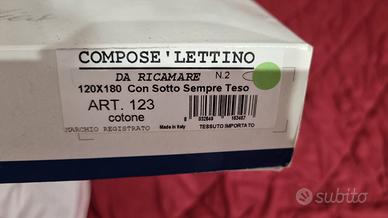 COMPOSE' LETTINO
DA RICAMARE N.2
120X180 Con Sotto Sempre Teso
ART. 123
cotone
MARCHIO REGISTRATO Made in Italy TESSUTO IMPORTATO
subito